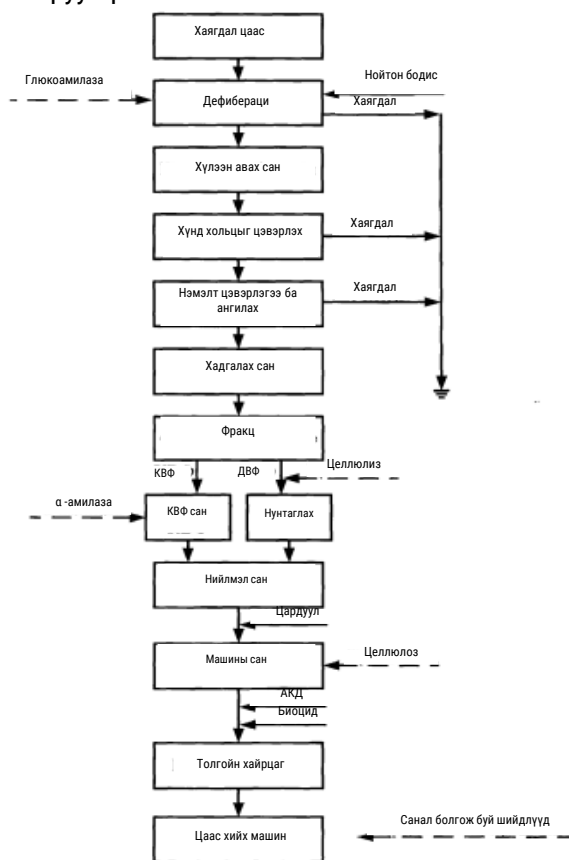 Хаягдал цаас
Глюкоамилаза
Нойтон бодис
Дефибераци
Хаягдал
Хүлээн авах сан
Хүнд хольцыг цэвэрлэх
Хаягдал
Нэмэлт цэвэрлэгээ ба
ангилах
Хаягдал
Хадгалах сан
Фракц
КВФ
ДВФ
Целлюлиз
α -амилаза
КВФ сан
Нунтаглах
Нийлмэл сан
Цардуул
Машины сан
Целлюлоз
АКД
Биоцид
Толгойн хайрцаг
Цаас хийх машин
Санал болгож буй шийдлүүд